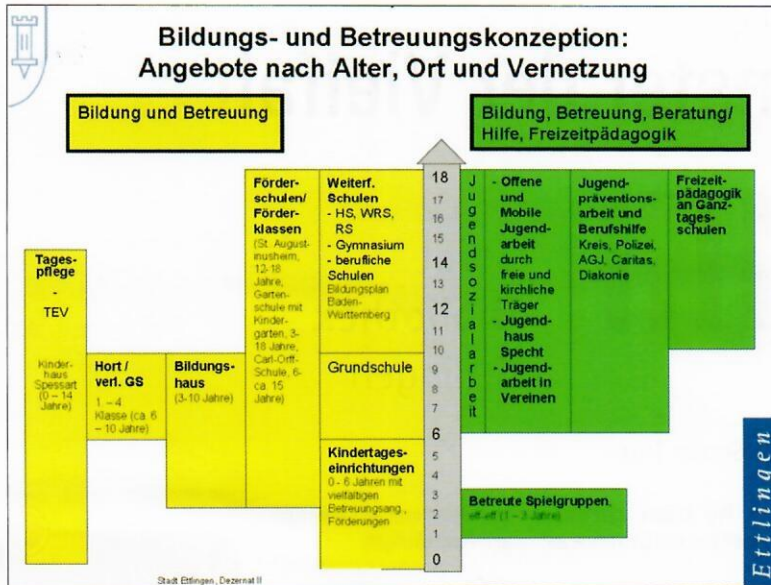 Bildungs- und Betreuungskonzeption:
Angebote nach Alter, Ort und Vernetzung
Bildung und Betreuung
Bildung, Betreuung, Beratung/
Hilfe, Freizeitpädagogik
Tages-
pflege
-
TEV
Kinder-
haus
Spessart
(0 – 14
Jahre)
Hort /
verl. GS
1 – 4
Klasse (ca. 6
– 10 Jahre)
Bildungs-
haus
(3-10 Jahre)
Förder-
schulen/
Förder-
klassen
(St. August-
inusheim,
12-18
Jahre,
Garten-
schule mit
Kinder-
garten, 3-
18 Jahre,
Carl-Orff-
Schule, 6-
ca. 15
Jahre)
Weiterf.
Schulen
- HS, WRS,
RS
- Gymnasium
- berufliche
Schulen
Bildungsplan
Baden-
Württemberg
Grundschule
Kindertages-
einrichtungen
0 - 6 Jahren mit
vielfältigen
Betreuungsang.,
Förderungen
18
17
16
15
14
13
12
11
10
9
8
7
6
5
4
3
2
1
0
Jugendsozialarbeit
- Offene
und
Mobile
Jugend-
arbeit
durch
freie und
kirchliche
Träger
- Jugend-
haus
Specht
- Jugend-
arbeit in
Vereinen
Jugend-
präventions-
arbeit und
Berufshilfe
Kreis, Polizei,
AGJ, Caritas,
Diakonie
Freizeit-
pädagogik
an Ganz-
tages-
schulen
Betreute Spielgruppen,
eff-eff (1 – 3 Jahre)
Ettlingen
Stadt Ettlingen, Dezernat II